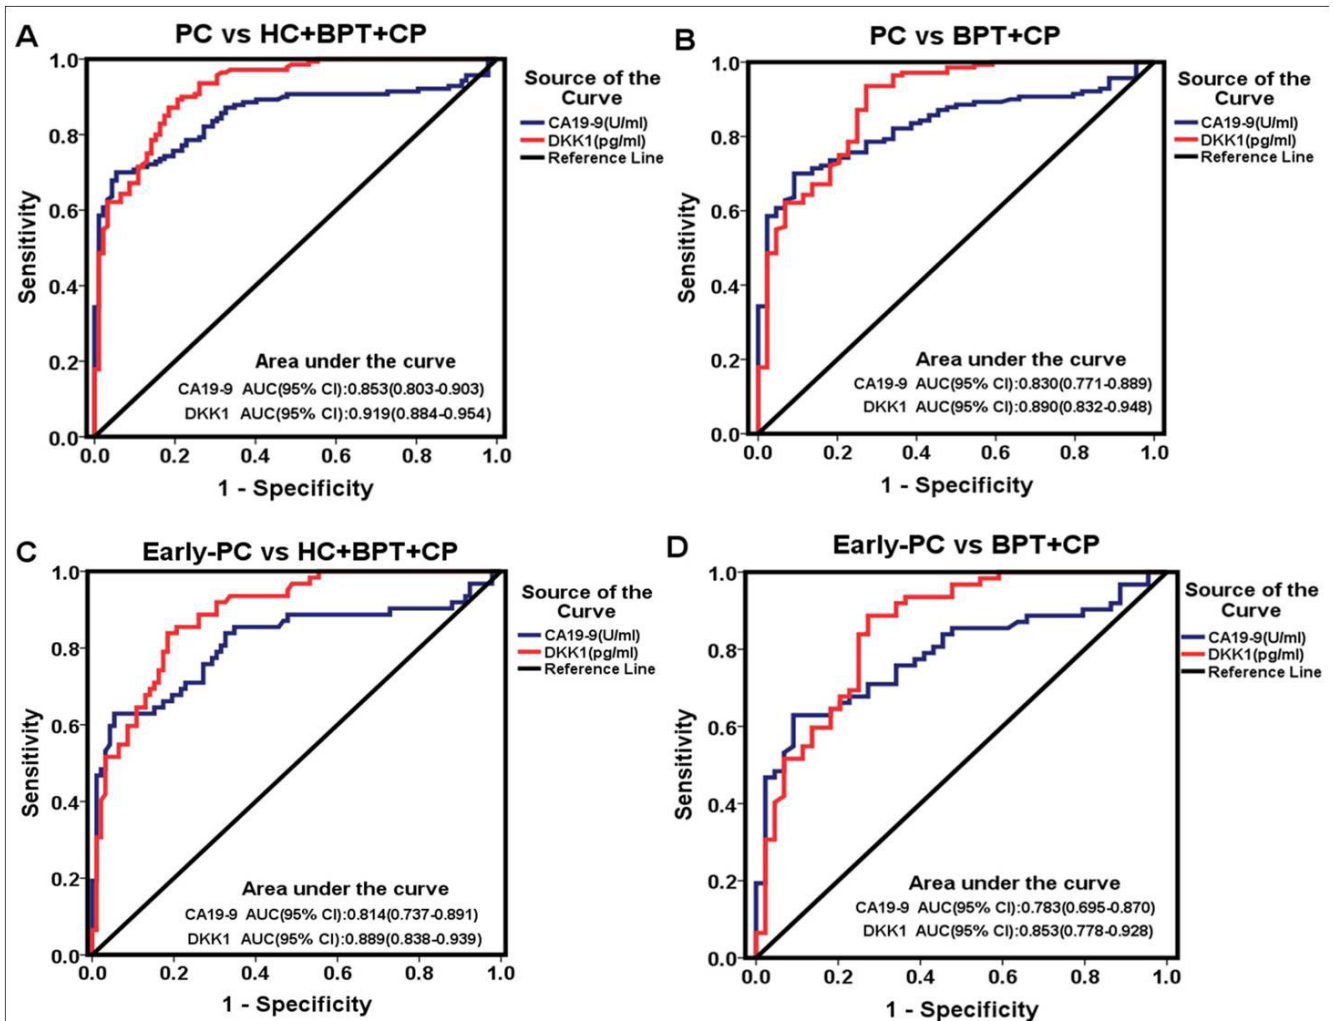 A
PC vs HC+BPT+CP
1.0
0.8
0.6
0.4
0.2
0.0
Sensitivity
0.0 0.2 0.4 0.6 0.8 1.0
1 - Specificity
Source of the
Curve
CA19-9(U/ml)
DKK1(pg/ml)
Reference Line
Area under the curve
CA19-9 AUC(95% CI):0.853(0.803-0.903)
DKK1 AUC(95% CI):0.919(0.884-0.954)
B
PC vs BPT+CP
1.0
0.8
0.6
0.4
0.2
0.0
Sensitivity
0.0 0.2 0.4 0.6 0.8 1.0
1 - Specificity
Source of the
Curve
CA19-9(U/ml)
DKK1(pg/ml)
Reference Line
Area under the curve
CA19-9 AUC(95% CI):0.830(0.771-0.889)
DKK1 AUC(95% CI):0.890(0.832-0.948)
C
Early-PC vs HC+BPT+CP
1.0
0.8
0.6
0.4
0.2
0.0
Sensitivity
0.0 0.2 0.4 0.6 0.8 1.0
1 - Specificity
Source of the
Curve
CA19-9(U/ml)
DKK1(pg/ml)
Reference Line
Area under the curve
CA19-9 AUC(95% CI):0.814(0.737-0.891)
DKK1 AUC(95% CI):0.889(0.838-0.939)
D
Early-PC vs BPT+CP
1.0
0.8
0.6
0.4
0.2
0.0
Sensitivity
0.0 0.2 0.4 0.6 0.8 1.0
1 - Specificity
Source of the
Curve
CA19-9(U/ml)
DKK1(pg/ml)
Reference Line
Area under the curve
CA19-9 AUC(95% CI):0.783(0.695-0.870)
DKK1 AUC(95% CI):0.853(0.778-0.928)